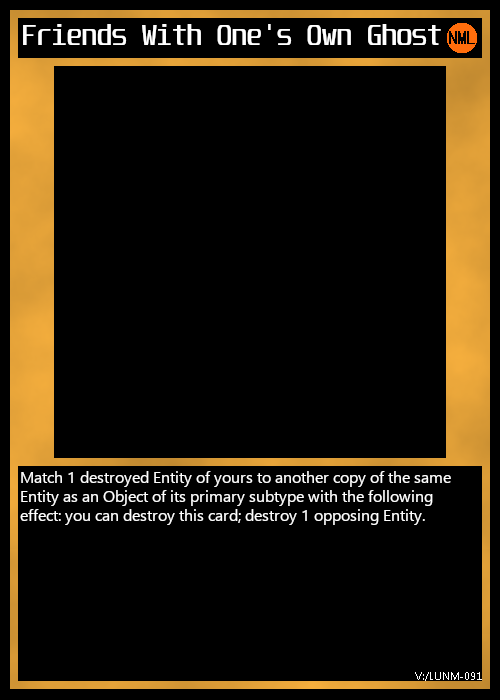 Friends With One's Own Ghost NML
Match 1 destroyed Entity of yours to another copy of the same
Entity as an Object of its primary subtype with the following
effect: you can destroy this card; destroy 1 opposing Entity.
V:/LUNM-091